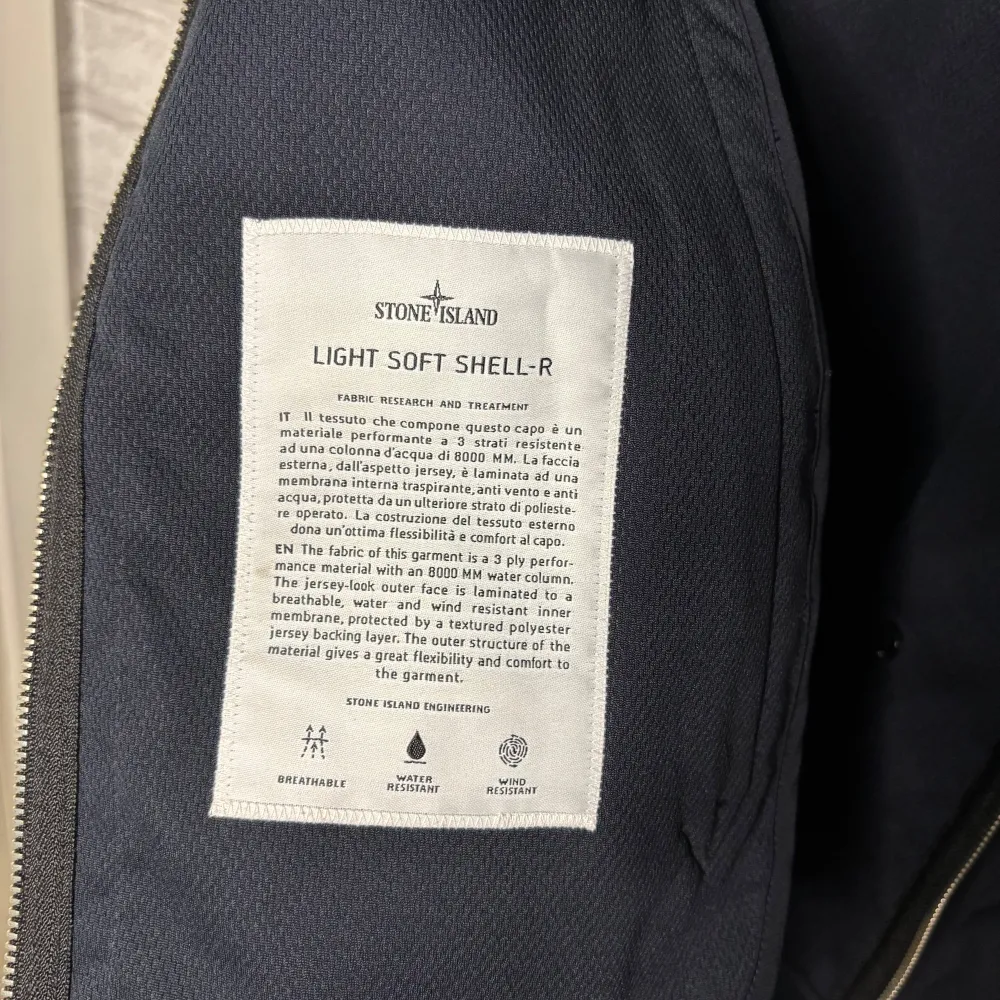 STONE ISLAND
LIGHT SOFT SHELL-R
FABRIC RESEARCH AND TREATMENT
IT Il tessuto che compone questo capo è un
materiale performante a 3 strati resistente
ad una colonna d'acqua di 8000 MM. La faccia
esterna, dall'aspetto jersey, è laminata ad una
membrana interna traspirante, anti vento e anti
acqua, protetta da un ulteriore strato di polieste-
re operato. La costruzione del tessuto esterno
dona un'ottima flessibilità e comfort al capo.
EN The fabric of this garment is a 3 ply perfor-
mance material with an 8000 MM water column.
The jersey-look outer face is laminated to a
breathable, water and wind resistant inner
membrane, protected by a textured polyester
jersey backing layer. The outer structure of the
material gives a great flexibility and comfort to
the garment.
STONE ISLAND ENGINEERING
BREATHABLE
WATER
RESISTANT
WIND
RESISTANT